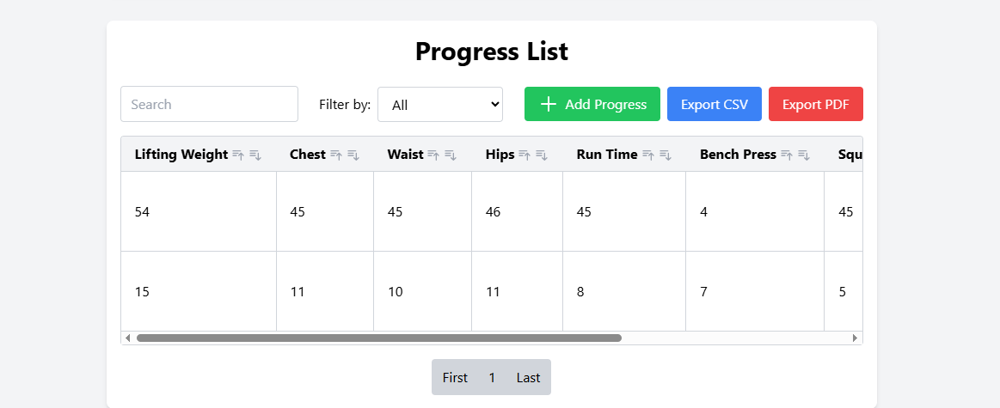 Progress List
Search Filter by: All Add Progress Export CSV Export PDF
Lifting Weight Chest Waist Hips Run Time Bench Press Squ
54 45 45 46 45 4 45
15 11 10 11 8 7 5
First 1 Last